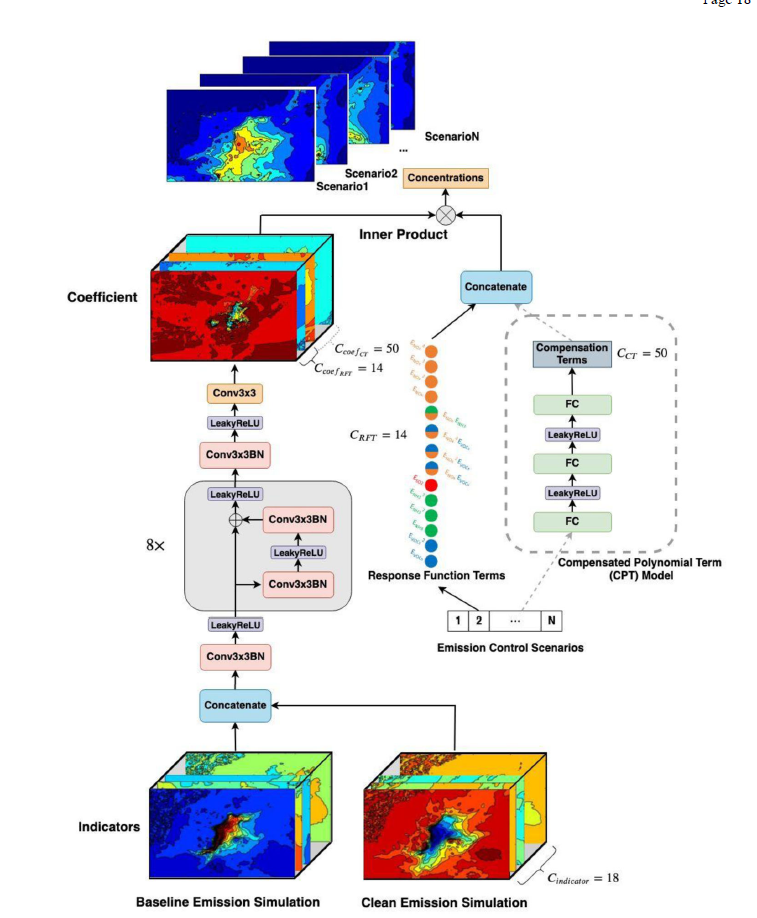 Page 18
ScenarioN
...
Scenario2
Scenario1
Concentrations
Inner Product
Coefficient
Concatenate
C_{coef_{CT}} = 50
C_{coef_{RFT}} = 14
Compensation
Terms
C_{CT} = 50
Conv3x3
FC
LeakyReLU
LeakyReLU
C_{RFT} = 14
Conv3x3BN
FC
LeakyReLU
LeakyReLU
Conv3x3BN
FC
8×
LeakyReLU
Conv3x3BN
Response Function Terms
Compensated Polynomial Term
(CPT) Model
1 2 ... N
LeakyReLU
Emission Control Scenarios
Conv3x3BN
Concatenate
Indicators
C_{indicator} = 18
Baseline Emission Simulation
Clean Emission Simulation